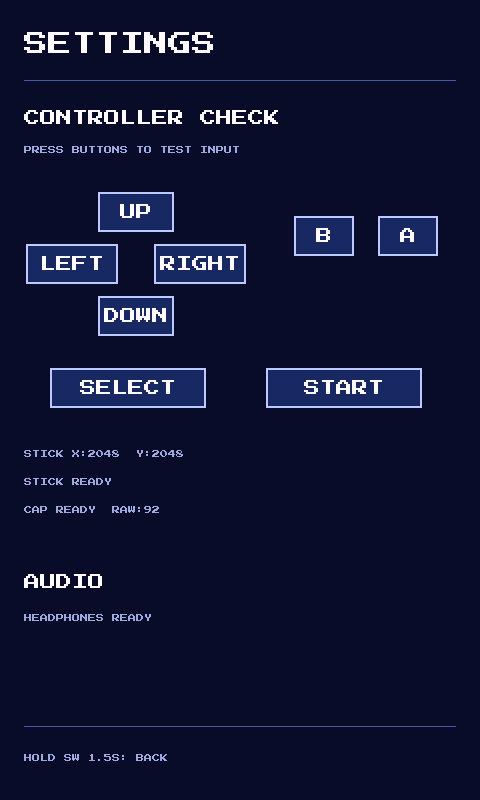 SETTINGS
CONTROLLER CHECK
PRESS BUTTONS TO TEST INPUT
UP
B A
LEFT RIGHT
DOWN
SELECT START
STICK X:2048 Y:2048
STICK READY
CAP READY RAW:92
AUDIO
HEADPHONES READY
HOLD SW 1.5S: BACK